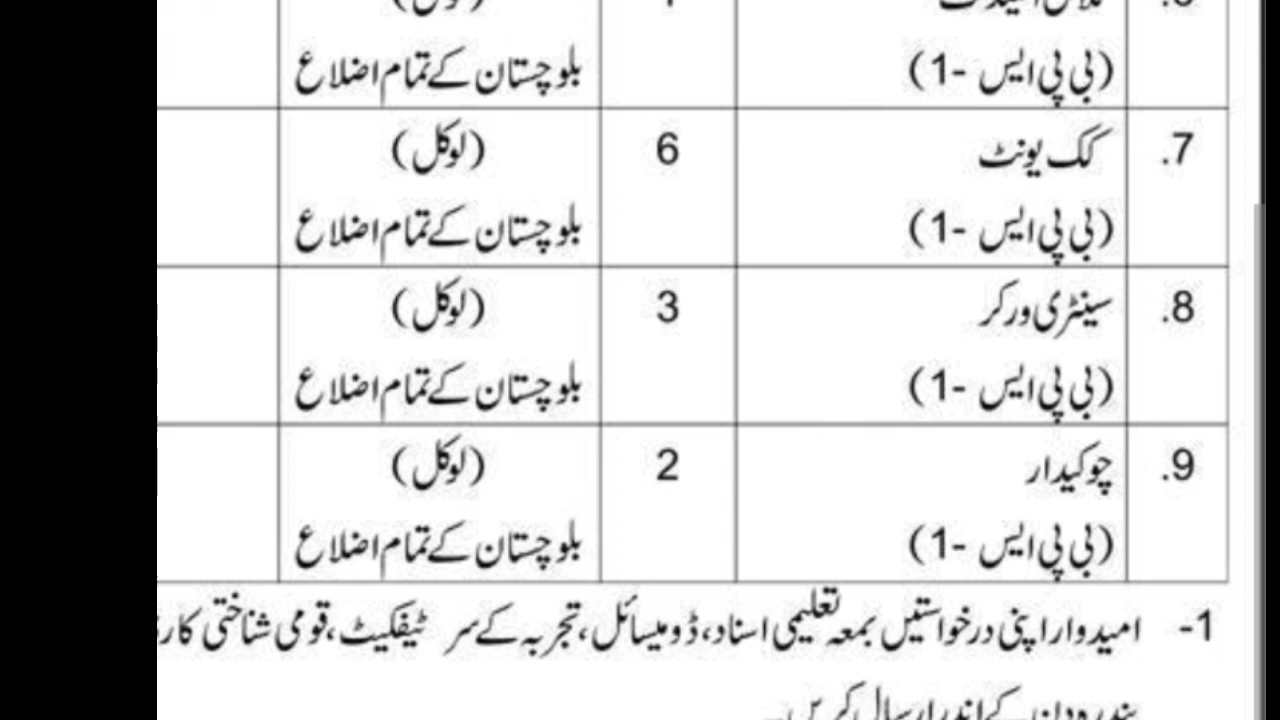 (بی پی ایس -1) بلوچستان کے تمام اضلاع
7. کک یونٹ 6 (لوکل)
(بی پی ایس -1) بلوچستان کے تمام اضلاع
8. سینٹری ورکر 3 (لوکل)
(بی پی ایس -1) بلوچستان کے تمام اضلاع
9. چوکیدار 2 (لوکل)
(بی پی ایس -1) بلوچستان کے تمام اضلاع
1- امیدوار اپنی درخواستیں بمعہ تعلیمی اسناد، ڈومیسائل، تجربہ کے سر ٹیفکیٹ، قومی شناختی